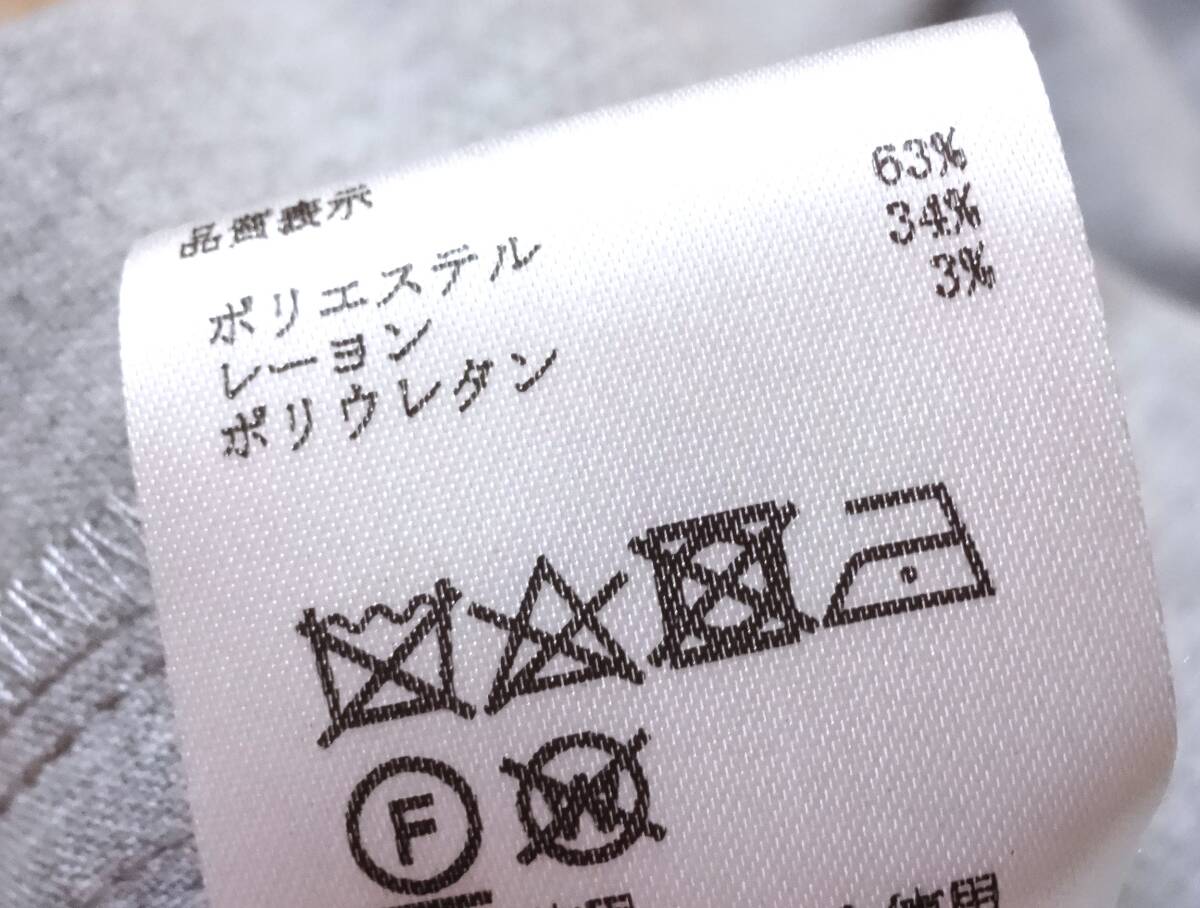 品質表示
ポリエステル 63%
レーヨン 34%
ポリウレタン 3%
F W